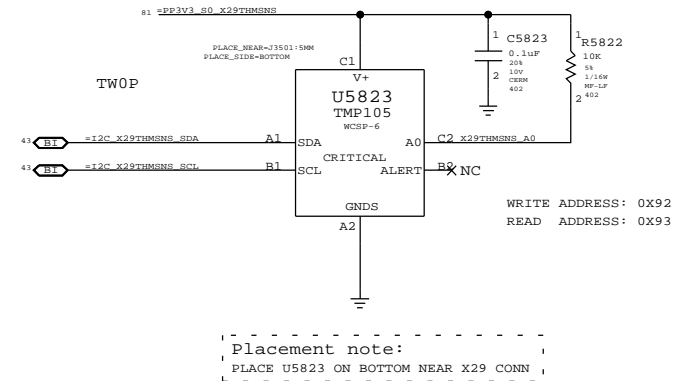 81 =PP3V3_S0_X29THMSNS
PLACE_NEAR=J3501:5MM
PLACE_SIDE=BOTTOM
TW0P
C1
V+
U5823
TMP105
WCSP-6
1 C5823
0.1uF
20%
10V
CERM
402
2
1 R5822
10K
5%
1/16W
MF-LF
402
2
43 BI =I2C_X29THMSNS_SDA A1 SDA
A0 C2 X29THMSNS_A0
CRITICAL
43 BI =I2C_X29THMSNS_SCL B1 SCL
ALERT B2 NC
GNDS
A2
WRITE ADDRESS: 0X92
READ ADDRESS: 0X93
Placement note:
PLACE U5823 ON BOTTOM NEAR X29 CONN